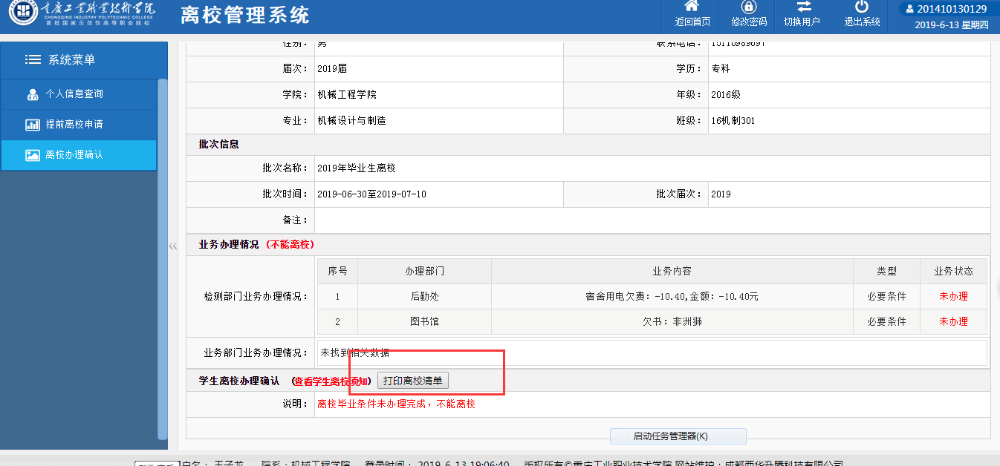 重庆工业职业技术学院
CHONGQING INDUSTRY POLYTECHNIC COLLEGE
首批国家示范性高等职业院校
离校管理系统
返回首页 修改密码 切换用户 退出系统
201410130129
2019-6-13 星期四
系统菜单
个人信息查询
提前离校申请
离校办理确认
性别： 男 联系电话：
届次： 2019届 学历： 专科
学院： 机械工程学院 年级： 2016级
专业： 机械设计与制造 班级： 16机制301
批次信息
批次名称： 2019年毕业生离校
批次时间： 2019-06-30至2019-07-10 批次届次： 2019
备注：
«
业务办理情况 (不能离校)
序号 办理部门 业务内容 类型 业务状态
检测部门业务办理情况：
1 后勤处 宿舍用电欠费：-10.40,金额：-10.40元 必要条件 未办理
2 图书馆 欠书：非洲狮 必要条件 未办理
业务部门业务办理情况： 未找到相关数据
学生离校办理确认 (查看学生离校须知) 打印离校清单
说明： 离校毕业条件未办理完成，不能离校
启动任务管理器(K)
户名： 王子龙 院系：机械工程学院 登录时间： 2019-6-13 19:06:40 版权所有©重庆工业职业技术学院 网站维护：成都西华升腾科技有限公司